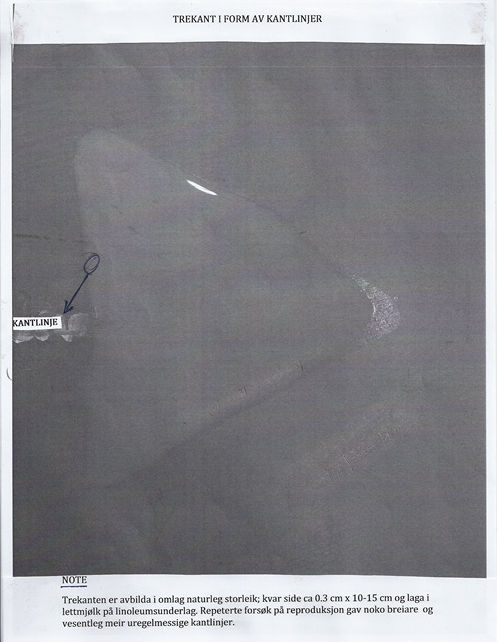 TREKANT I FORM AV KANTLINJER
KANTLINJE
NOTE
Trekanten er avbilda i omlag naturleg storleik; kvar side ca 0.3 cm x 10-15 cm og laga i
lettmjølk på linoleumsunderlag. Repeterte forsøk på reproduksjon gav noko breiare og
vesentleg meir uregelmessige kantlinjer.